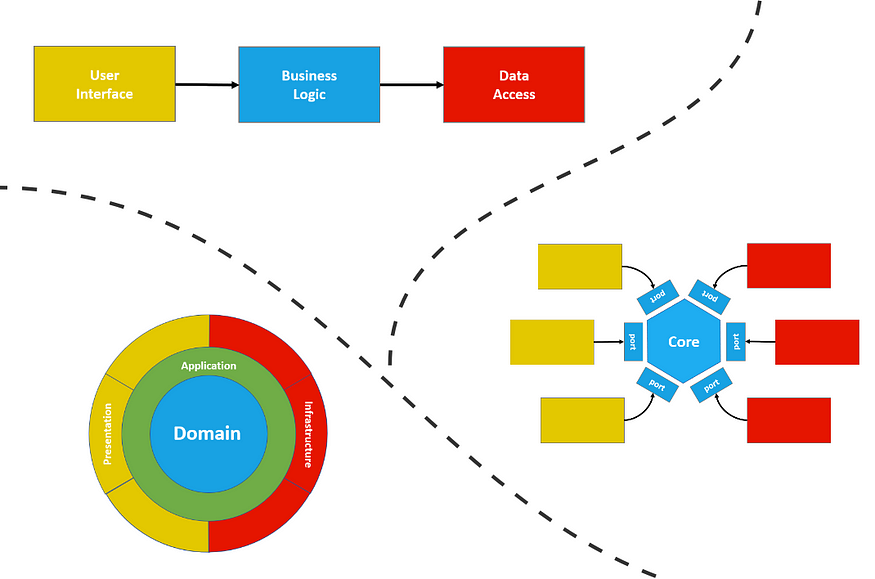 User
Interface
Business
Logic
Data
Access
port
port
port
Core
port
port
port
Application
Presentation
Domain
Infrastructure